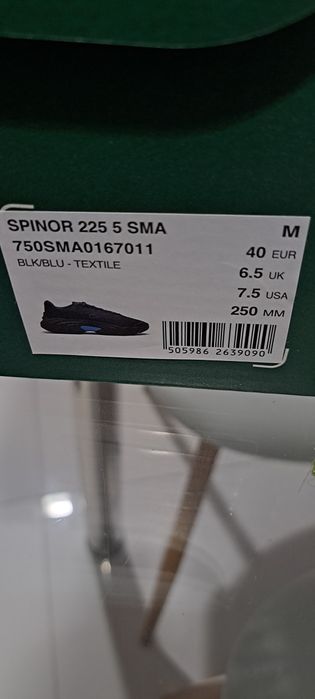 SPINOR 225 5 SMA
M
750SMA0167011
BLK/BLU - TEXTILE
40 EUR
6.5 UK
7.5 USA
250 MM
505986 2639090